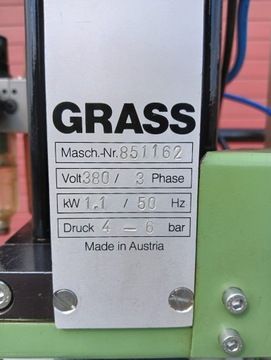 GRASS
Masch.-Nr. 851162
Volt 380 / 3 Phase
kW 1.1 / 50 Hz
Druck 4 - 6 bar
Made in Austria